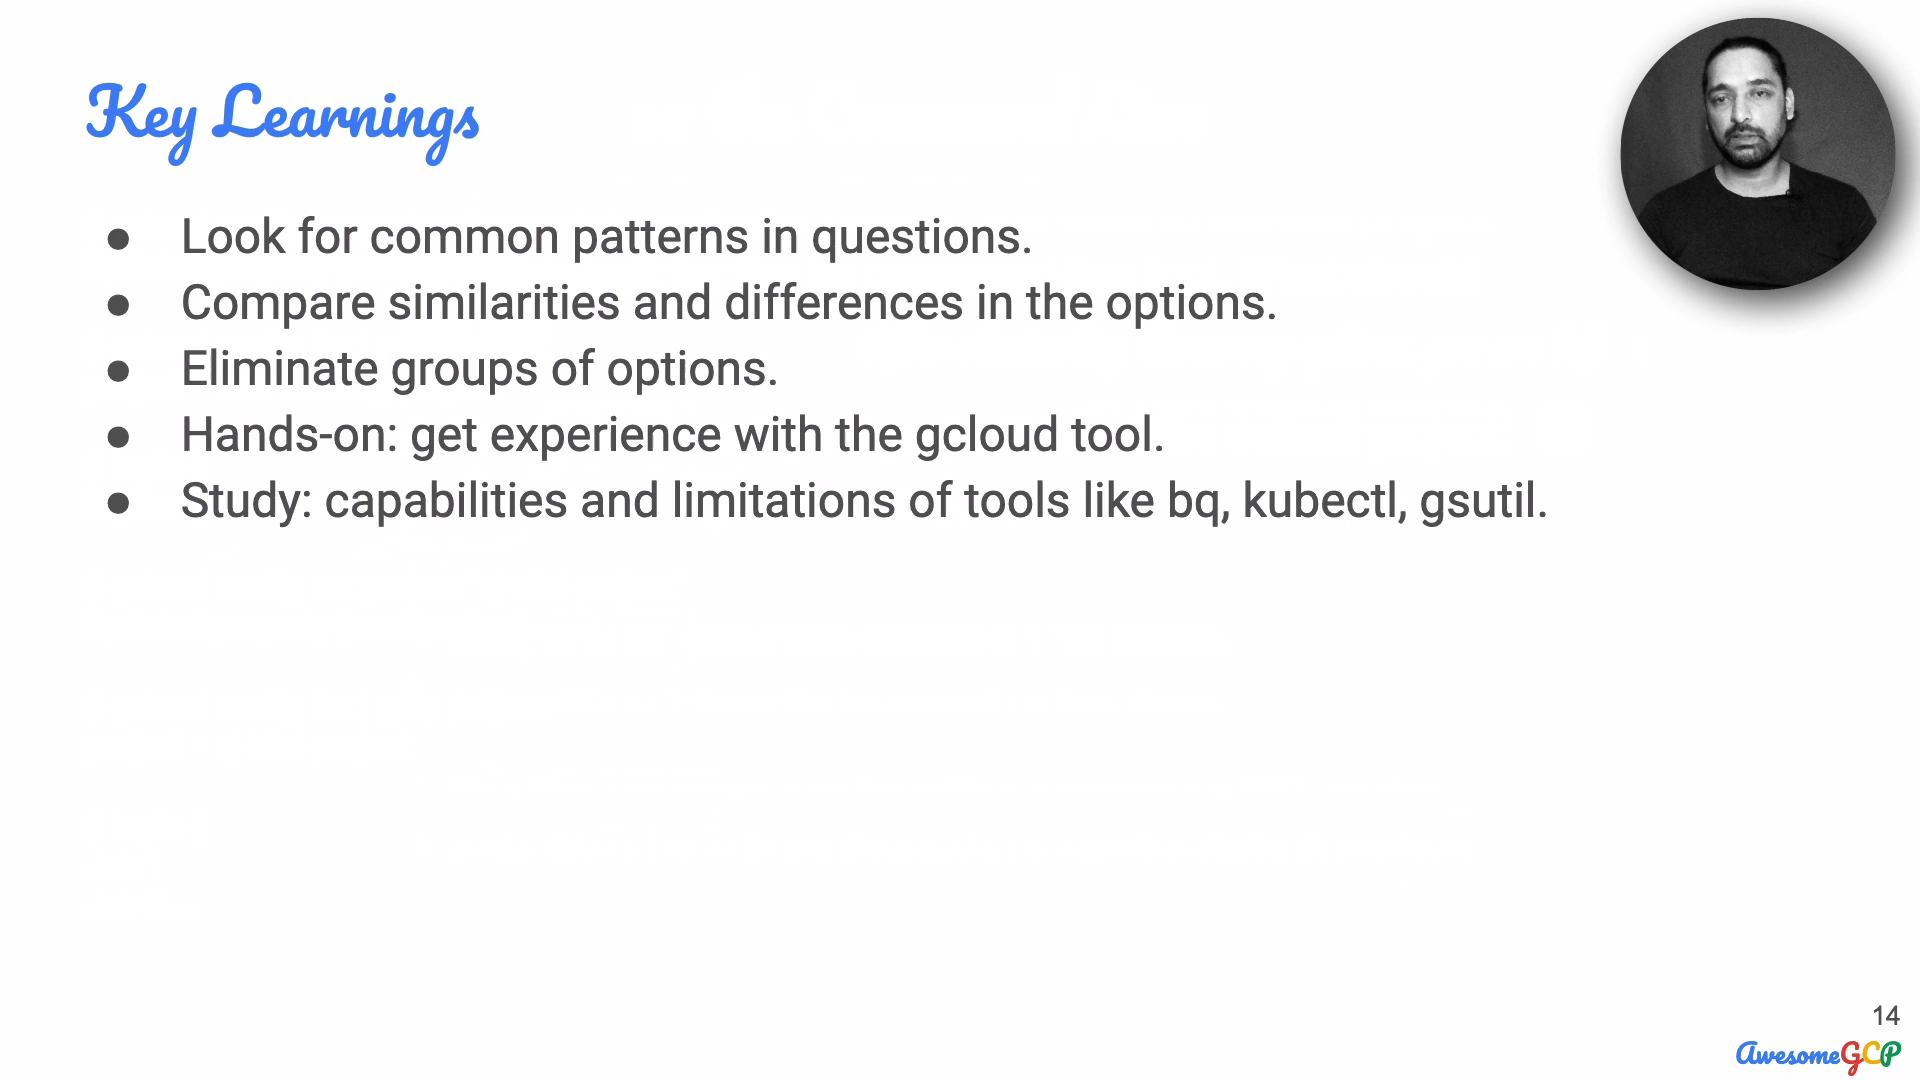 Key Learnings
● Look for common patterns in questions.
● Compare similarities and differences in the options.
● Eliminate groups of options.
● Hands-on: get experience with the gcloud tool.
● Study: capabilities and limitations of tools like bq, kubectl, gsutil.
14
AwesomeGCP